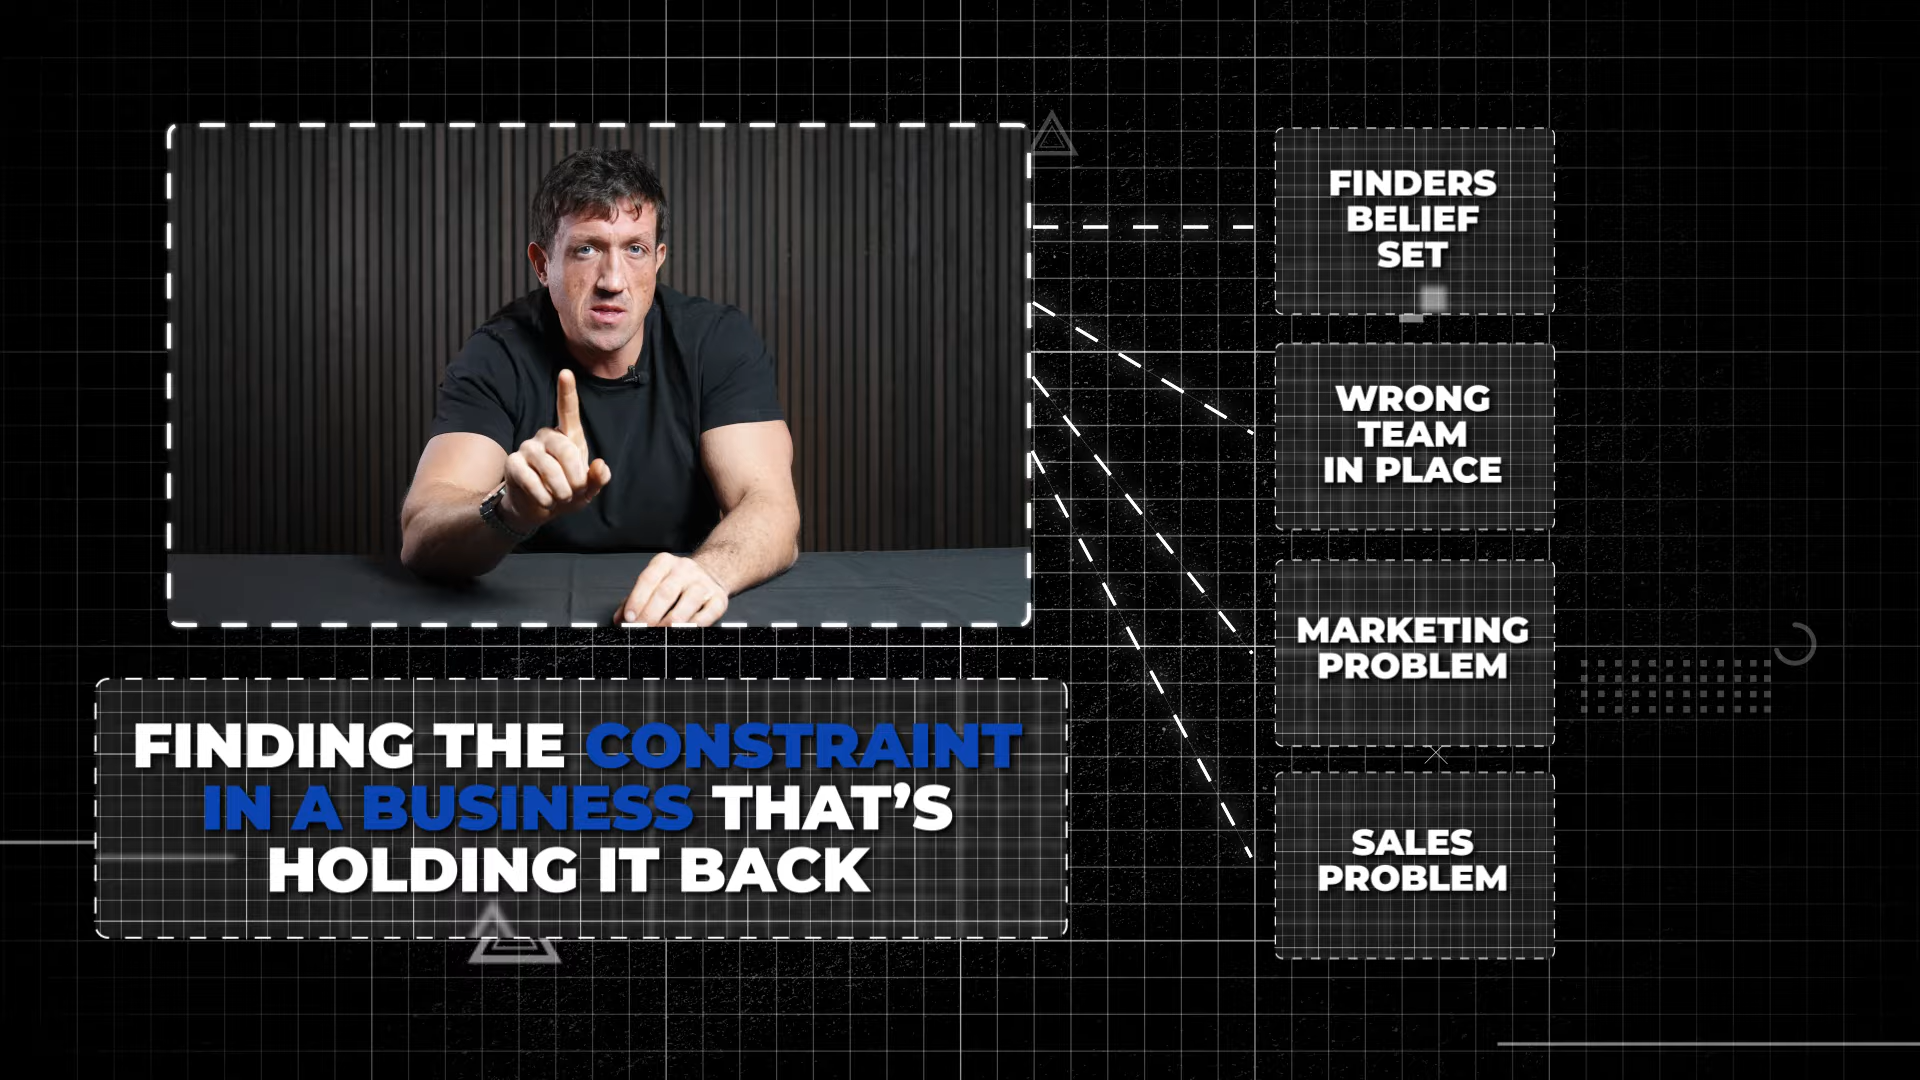 FINDERS
BELIEF
SET
WRONG
TEAM
IN PLACE
MARKETING
PROBLEM
FINDING THE CONSTRAINT
IN A BUSINESS THAT'S
HOLDING IT BACK
SALES
PROBLEM